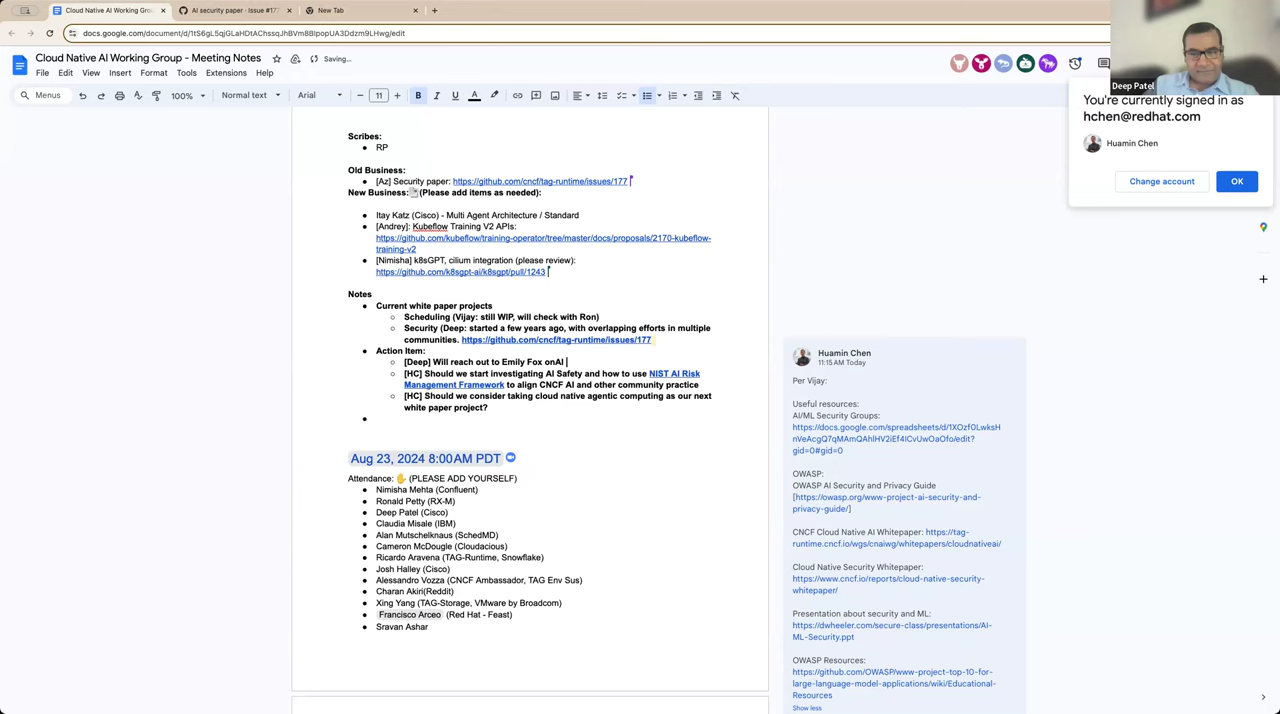 Cloud Native AI Working Grou
AI security paper · Issue #177
New Tab
docs.google.com/document/d/1tS6gL5qjGLaHDtAChssqJhBVm8BlpopUA3Ddzm9LHwg/edit
Cloud Native AI Working Group - Meeting Notes
Saving...
File Edit View Insert Format Tools Extensions Help
Menus 100% Normal text Arial 11 B I U A
Deep Patel
You're currently signed in as
hchen@redhat.com
Huamin Chen
Change account OK
Scribes:
RP
Old Business:
[Az] Security paper: https://github.com/cncf/tag-runtime/issues/177
New Business: (Please add items as needed):
Itay Katz (Cisco) - Multi Agent Architecture / Standard
[Andrey]: Kubeflow Training V2 APIs:
https://github.com/kubeflow/training-operator/tree/master/docs/proposals/2170-kubeflow-
training-v2
[Nimisha] k8sGPT, cilium integration (please review):
https://github.com/k8sgpt-ai/k8sgpt/pull/1243
Notes
Current white paper projects
Scheduling (Vijay: still WIP, will check with Ron)
Security (Deep: started a few years ago, with overlapping efforts in multiple
communities. https://github.com/cncf/tag-runtime/issues/177
Action Item:
[Deep] Will reach out to Emily Fox onAI
[HC] Should we start investigating AI Safety and how to use NIST AI Risk
Management Framework to align CNCF AI and other community practice
[HC] Should we consider taking cloud native agentic computing as our next
white paper project?
Aug 23, 2024 8:00AM PDT
Attendance: ✋ (PLEASE ADD YOURSELF)
Nimisha Mehta (Confluent)
Ronald Petty (RX-M)
Deep Patel (Cisco)
Claudia Misale (IBM)
Alan Mutschelknaus (SchedMD)
Cameron McDougle (Cloudacious)
Ricardo Aravena (TAG-Runtime, Snowflake)
Josh Halley (Cisco)
Alessandro Vozza (CNCF Ambassador, TAG Env Sus)
Charan Akiri(Reddit)
Xing Yang (TAG-Storage, VMware by Broadcom)
Francisco Arceo (Red Hat - Feast)
Sravan Ashar
Huamin Chen
11:15 AM Today
Per Vijay:
Useful resources:
AI/ML Security Groups:
https://docs.google.com/spreadsheets/d/1XOzf0LwksH
nVeAcgQ7qMAmQAhIHV2iEf4ICvUwOaOfo/edit?
gid=0#gid=0
OWASP:
OWASP AI Security and Privacy Guide
[https://owasp.org/www-project-ai-security-and-
privacy-guide/]
CNCF Cloud Native AI Whitepaper: https://tag-
runtime.cncf.io/wgs/cnaiwg/whitepapers/cloudnativeai/
Cloud Native Security Whitepaper:
https://www.cncf.io/reports/cloud-native-security-
whitepaper/
Presentation about security and ML:
https://dwheeler.com/secure-class/presentations/AI-
ML-Security.ppt
OWASP Resources:
https://github.com/OWASP/www-project-top-10-for-
large-language-model-applications/wiki/Educational-
Resources
Show less